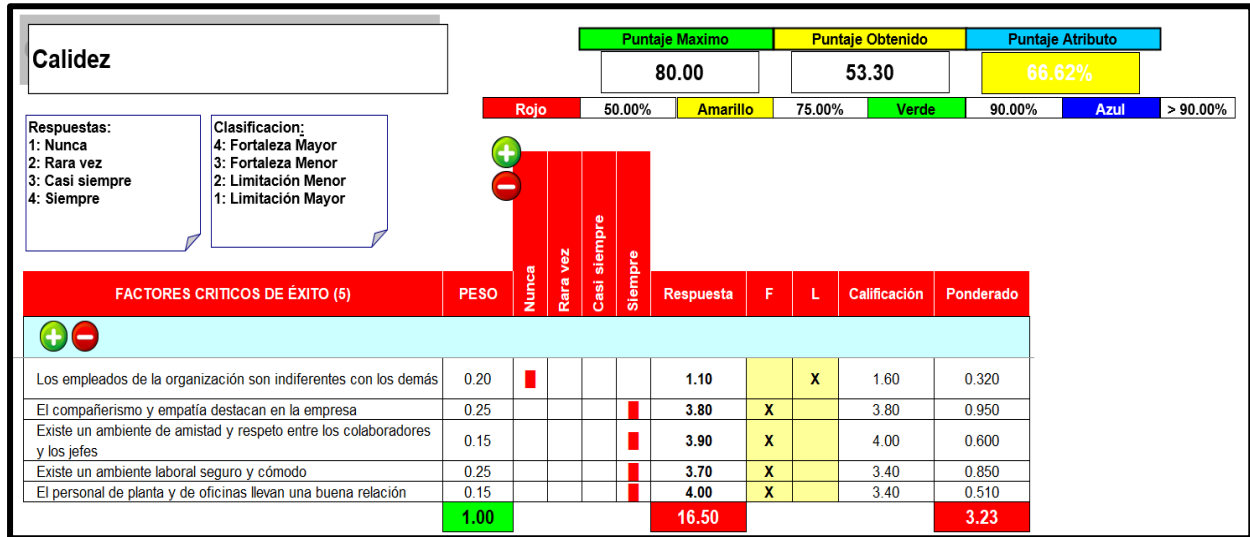 Calidez
Puntaje Maximo Puntaje Obtenido Puntaje Atributo
80.00 53.30 66.62%
Rojo 50.00% Amarillo 75.00% Verde 90.00% Azul > 90.00%
Respuestas:
1: Nunca
2: Rara vez
3: Casi siempre
4: Siempre
Clasificacion:
4: Fortaleza Mayor
3: Fortaleza Menor
2: Limitación Menor
1: Limitación Mayor
FACTORES CRITICOS DE ÉXITO (5) PESO Nunca Rara vez Casi siempre Siempre Respuesta F L Calificación Ponderado
Los empleados de la organización son indiferentes con los demás 0.20 1.10 X 1.60 0.320
El compañerismo y empatía destacan en la empresa 0.25 3.80 X 3.80 0.950
Existe un ambiente de amistad y respeto entre los colaboradores
y los jefes 0.15 3.90 X 4.00 0.600
Existe un ambiente laboral seguro y cómodo 0.25 3.70 X 3.40 0.850
El personal de planta y de oficinas llevan una buena relación 0.15 4.00 X 3.40 0.510
1.00 16.50 3.23